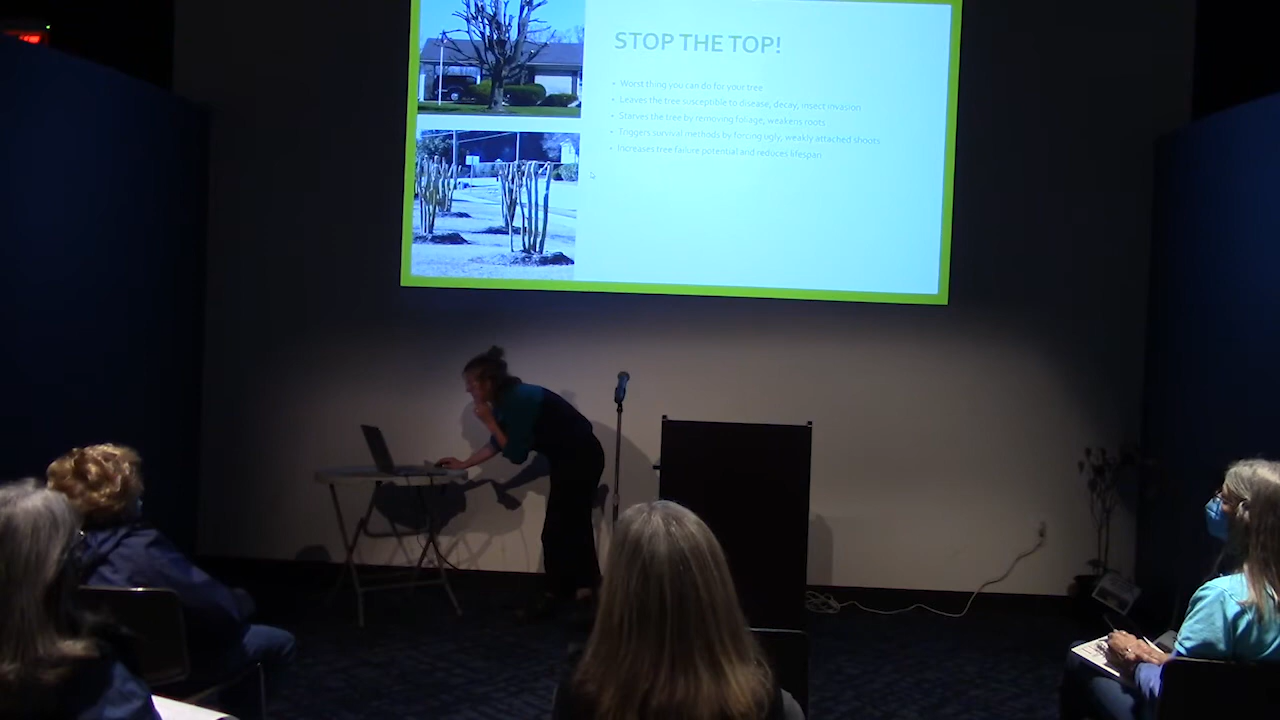 STOP THE TOP!
• Worst thing you can do for your tree
• Leaves the tree susceptible to disease, decay, insect invasion
• Starves the tree by removing foliage, weakens roots
• Triggers survival methods by forcing ugly, weakly attached shoots
• Increases tree failure potential and reduces lifespan